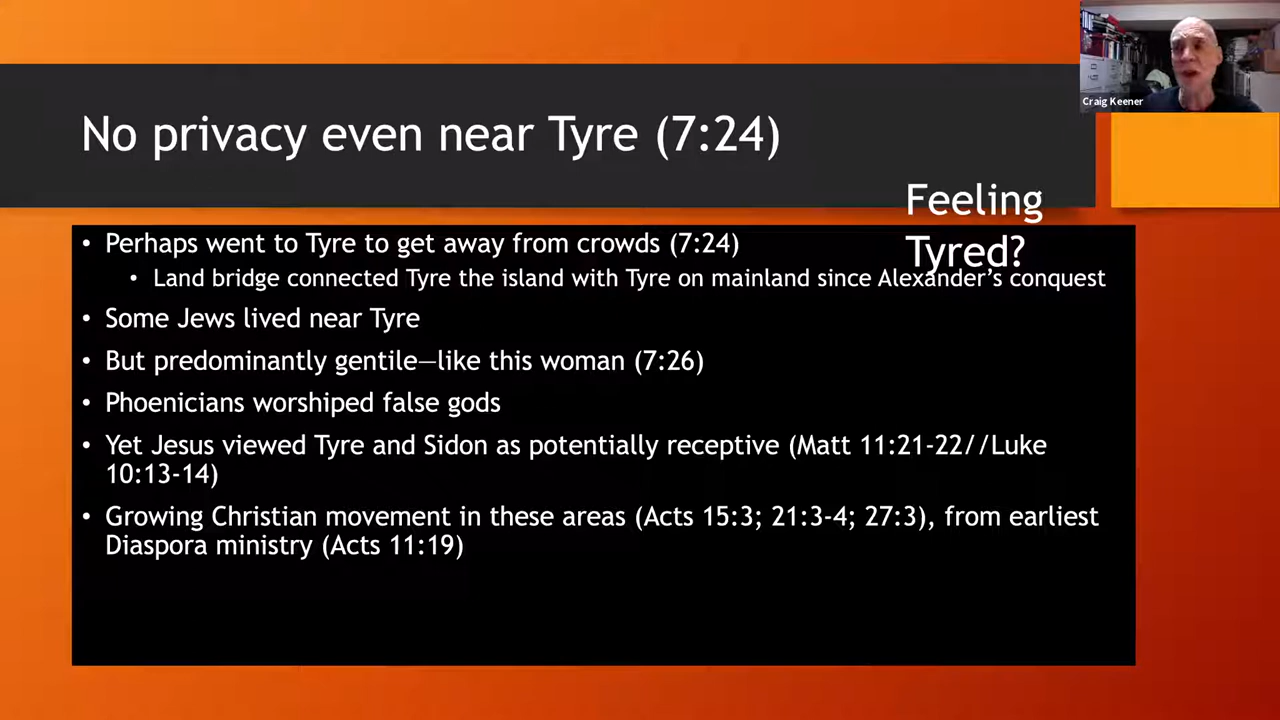 Craig Keener
No privacy even near Tyre (7:24)
Feeling
Tyred?
• Perhaps went to Tyre to get away from crowds (7:24)
• Land bridge connected Tyre the island with Tyre on mainland since Alexander’s conquest
• Some Jews lived near Tyre
• But predominantly gentile—like this woman (7:26)
• Phoenicians worshiped false gods
• Yet Jesus viewed Tyre and Sidon as potentially receptive (Matt 11:21-22//Luke
10:13-14)
• Growing Christian movement in these areas (Acts 15:3; 21:3-4; 27:3), from earliest
Diaspora ministry (Acts 11:19)